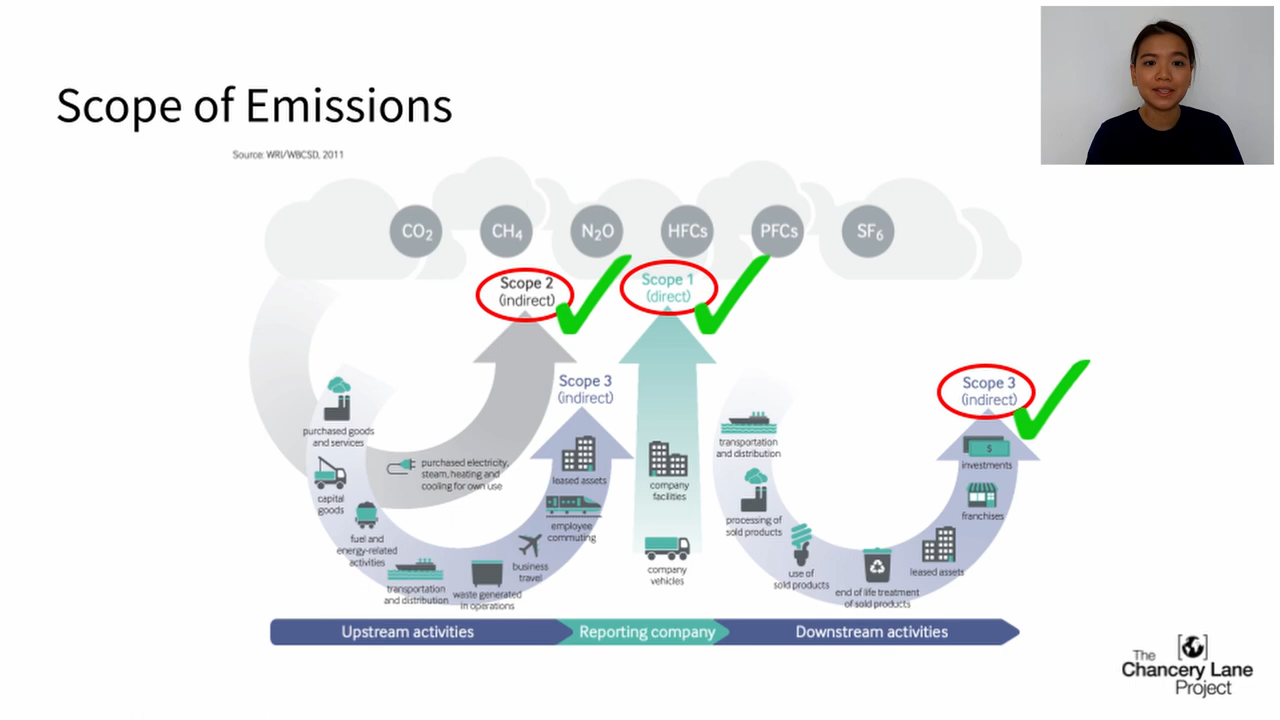 Scope of Emissions
Source: WRI/WBCSD, 2011
CO₂
CH₄
N₂O
HFCs
PFCs
SF₆
Scope 2
(indirect)
Scope 1
(direct)
Scope 3
(indirect)
Scope 3
(indirect)
purchased goods
and services
capital
goods
fuel and
energy-related
activities
transportation
and distribution
waste generated
in operations
business
travel
employee
commuting
leased assets
purchased electricity,
steam, heating and
cooling for own use
company
facilities
company
vehicles
transportation
and distribution
processing of
sold products
use of
sold products
end of life treatment
of sold products
leased assets
franchises
$
investments
Upstream activities
Reporting company
Downstream activities
The
Chancery Lane
Project